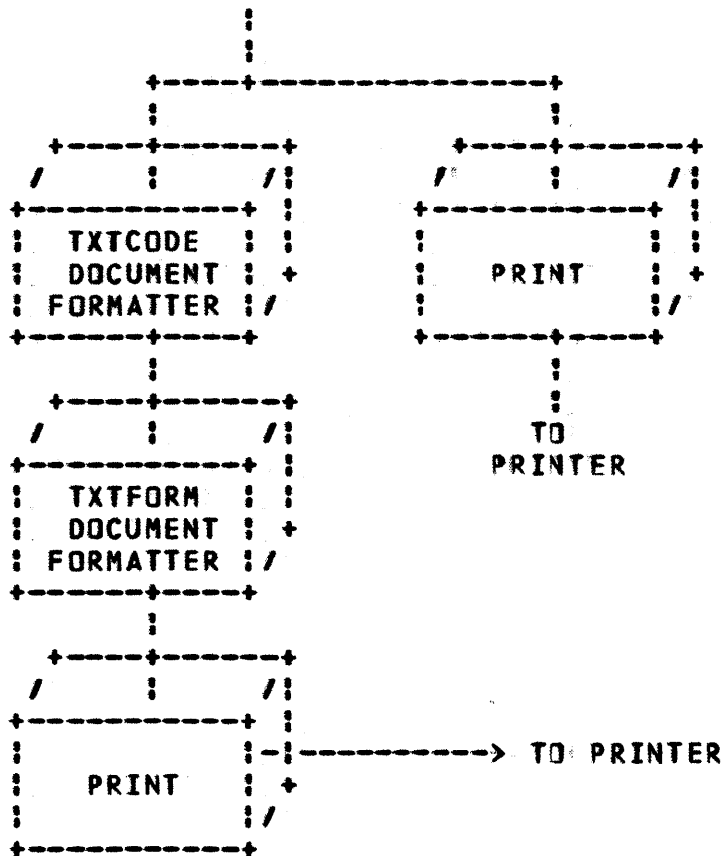 TXTCODE
DOCUMENT
FORMATTER
PRINT
TO
PRINTER
TXTFORM
DOCUMENT
FORMATTER
PRINT
TO PRINTER